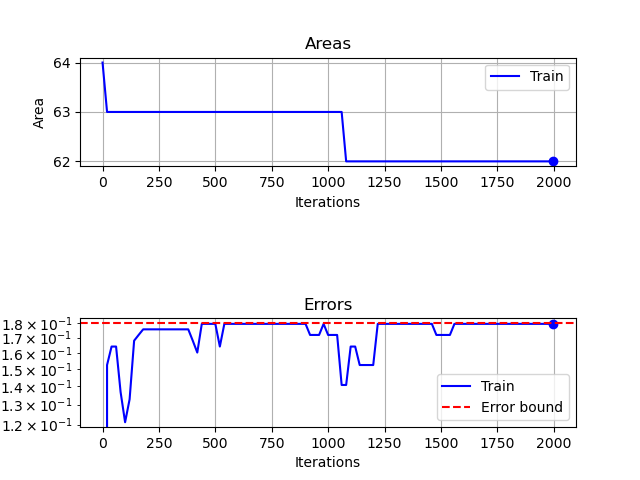 Areas
64
63
62
Area
Train
0 250 500 750 1000 1250 1500 1750 2000
Iterations
Errors
1.8 × 10⁻¹
1.7 × 10⁻¹
1.6 × 10⁻¹
1.5 × 10⁻¹
1.4 × 10⁻¹
1.3 × 10⁻¹
1.2 × 10⁻¹
Train
Error bound
0 250 500 750 1000 1250 1500 1750 2000
Iterations